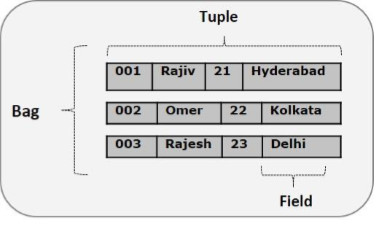 Tuple
001 Rajiv 21 Hyderabad
Bag
002 Omer 22 Kolkata
003 Rajesh 23 Delhi
Field